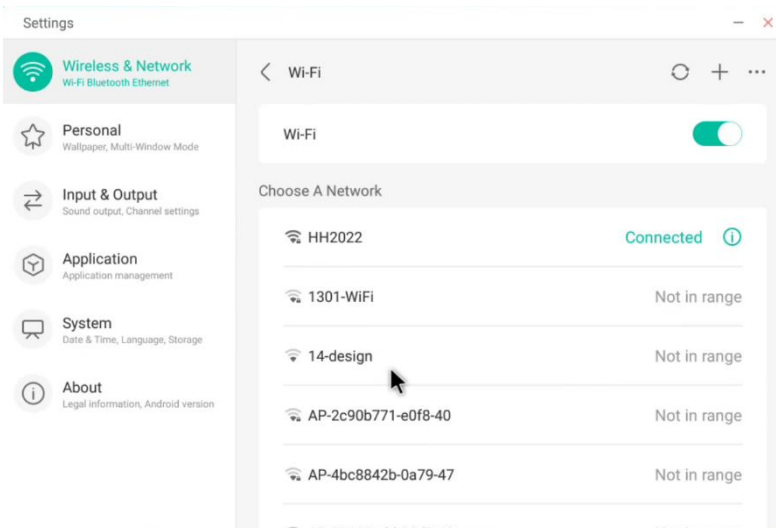 Settings
Wireless & Network
Wi-Fi Bluetooth Ethernet
Personal
Wallpaper, Multi-Window Mode
Input & Output
Sound output, Channel settings
Application
Application management
System
Date & Time, Language, Storage
About
Legal information, Android version
Wi-Fi
Wi-Fi
Choose A Network
HH2022 Connected
1301-WiFi Not in range
14-design Not in range
AP-2c90b771-e0f8-40 Not in range
AP-4bc8842b-0a79-47 Not in range